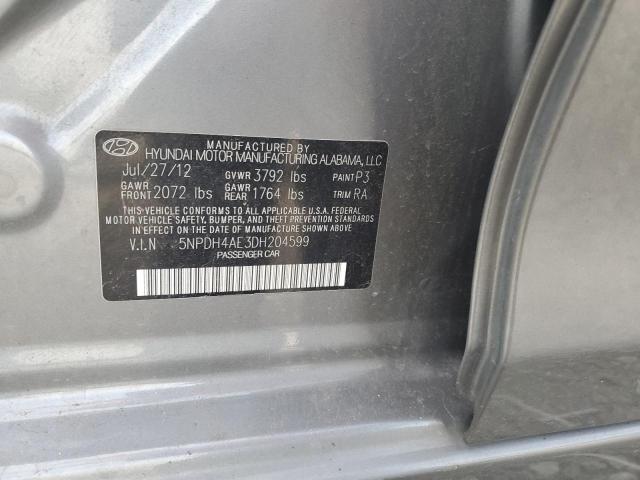 MANUFACTURED BY
HYUNDAI MOTOR MANUFACTURING ALABAMA, LLC
Jul/27/12 GVWR 3792 lbs PAINT P3
GAWR FRONT 2072 lbs GAWR REAR 1764 lbs TRIM RA
THIS VEHICLE CONFORMS TO ALL APPLICABLE U.S.A. FEDERAL
MOTOR VEHICLE SAFETY, BUMPER, AND THEFT PREVENTION
STANDARDS IN EFFECT ON THE DATE OF MANUFACTURE SHOWN ABOVE.
V.I.N 5NPDH4AE3DH204599
PASSENGER CAR